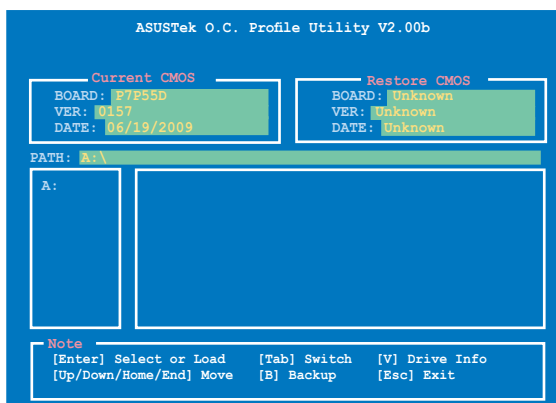 ASUSTek O.C. Profile Utility V2.00b
Current CMOS
BOARD: P7P55D
VER: 0157
DATE: 06/19/2009
Restore CMOS
BOARD: Unknown
VER: Unknown
DATE: Unknown
PATH: A:\
A:
Note
[Enter] Select or Load [Tab] Switch [V] Drive Info
[Up/Down/Home/End] Move [B] Backup [Esc] Exit